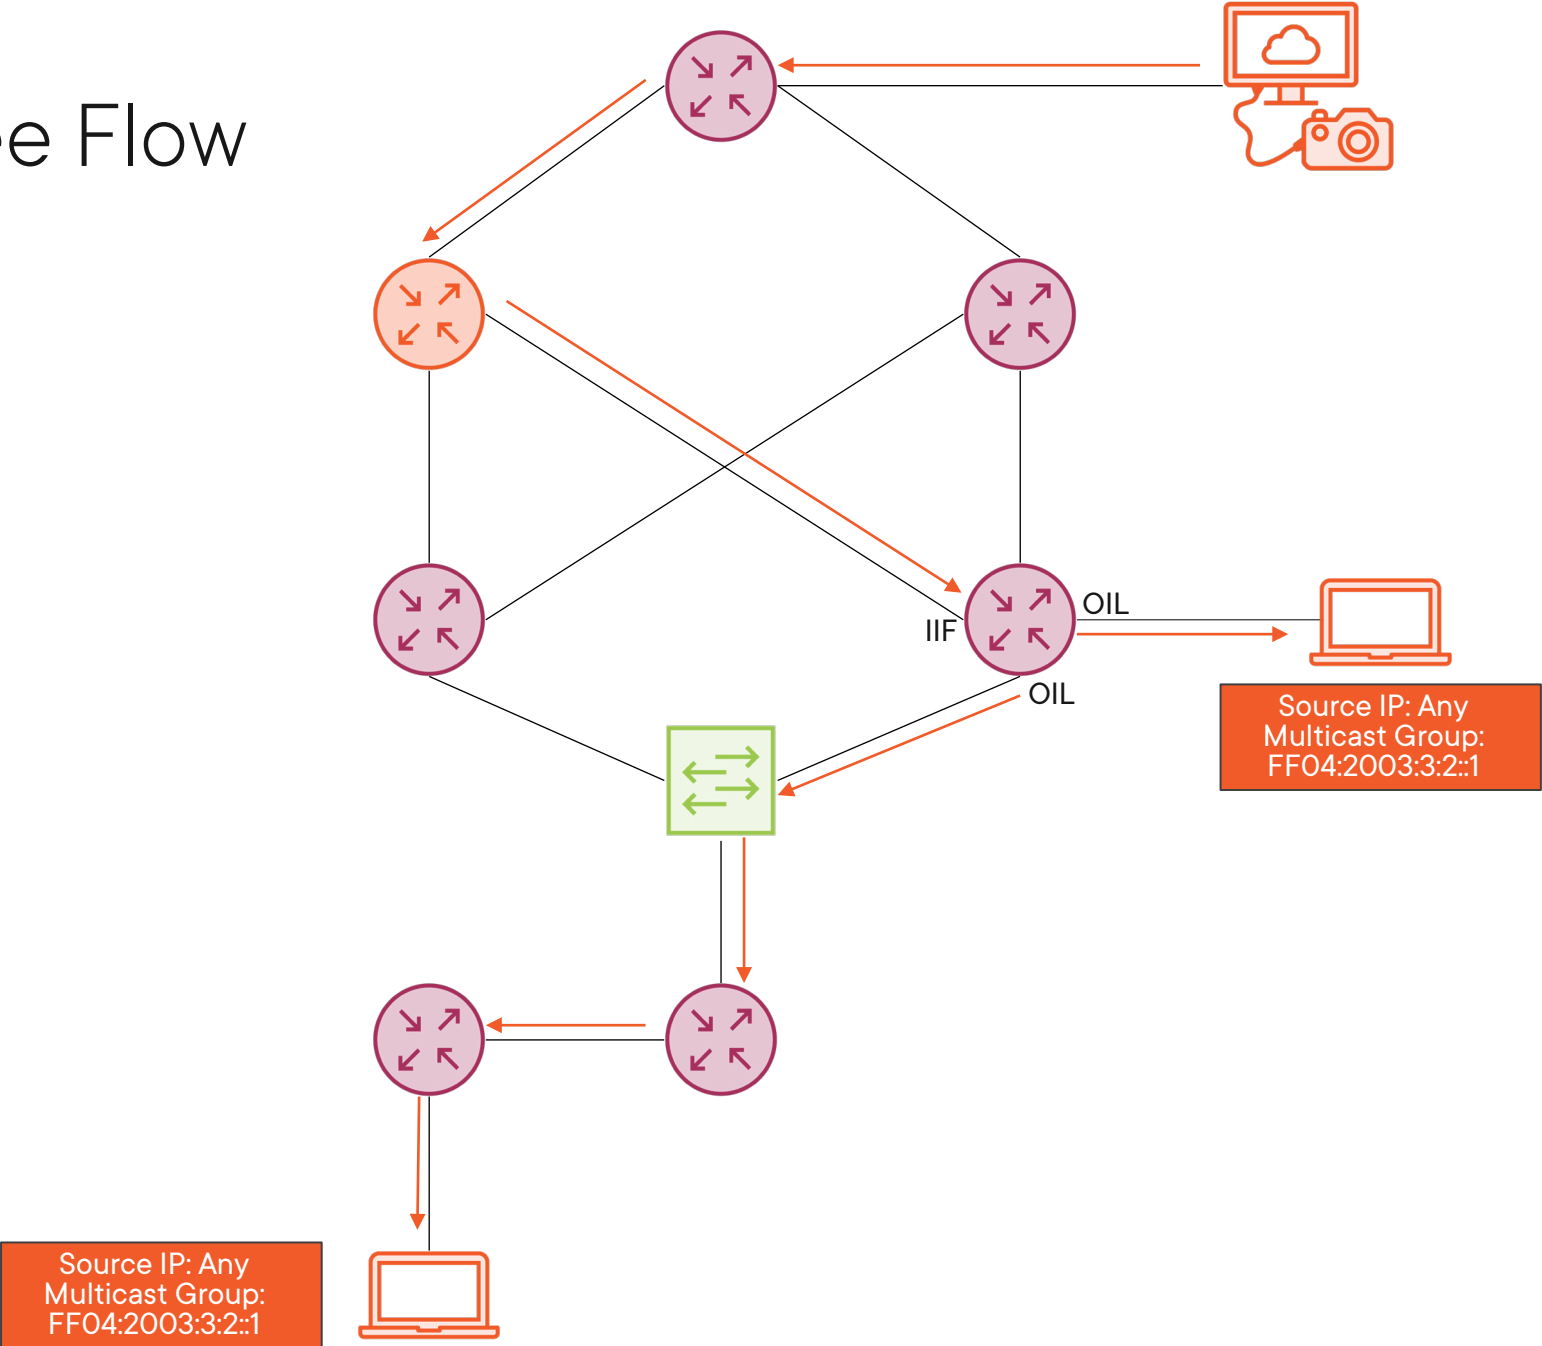 Flow
OIL
IIF
OIL
Source IP: Any
Multicast Group:
FF04:2003:3:2::1
Source IP: Any
Multicast Group:
FF04:2003:3:2::1